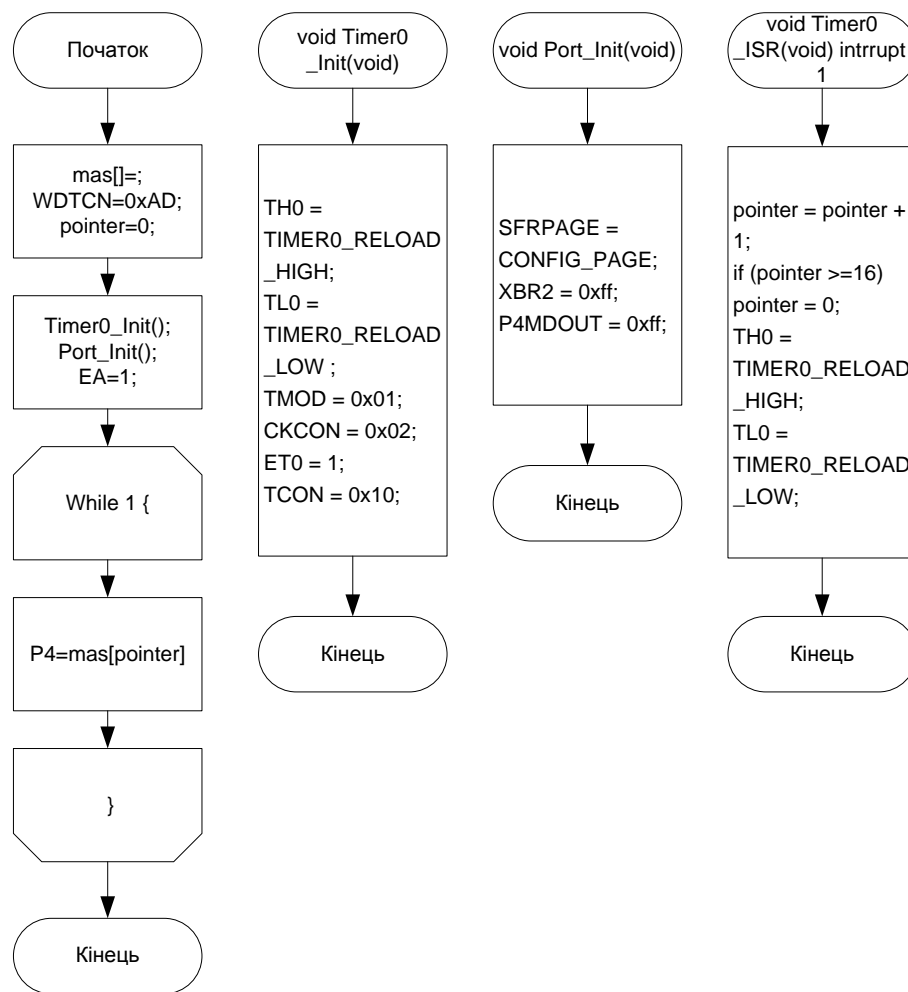 Початок
mas[]=;
WDTCN=0xAD;
pointer=0;
Timer0_Init();
Port_Init();
EA=1;
While 1 {
P4=mas[pointer]
}
Кінець
void Timer0
_Init(void)
TH0 =
TIMER0_RELOAD
_HIGH;
TL0 =
TIMER0_RELOAD
_LOW ;
TMOD = 0x01;
CKCON = 0x02;
ET0 = 1;
TCON = 0x10;
Кінець
void Port_Init(void)
SFRPAGE =
CONFIG_PAGE;
XBR2 = 0xff;
P4MDOUT = 0xff;
Кінець
void Timer0
_ISR(void) intrrupt
1
pointer = pointer +
1;
if (pointer >=16)
pointer = 0;
TH0 =
TIMER0_RELOAD
_HIGH;
TL0 =
TIMER0_RELOAD
_LOW;
Кінець